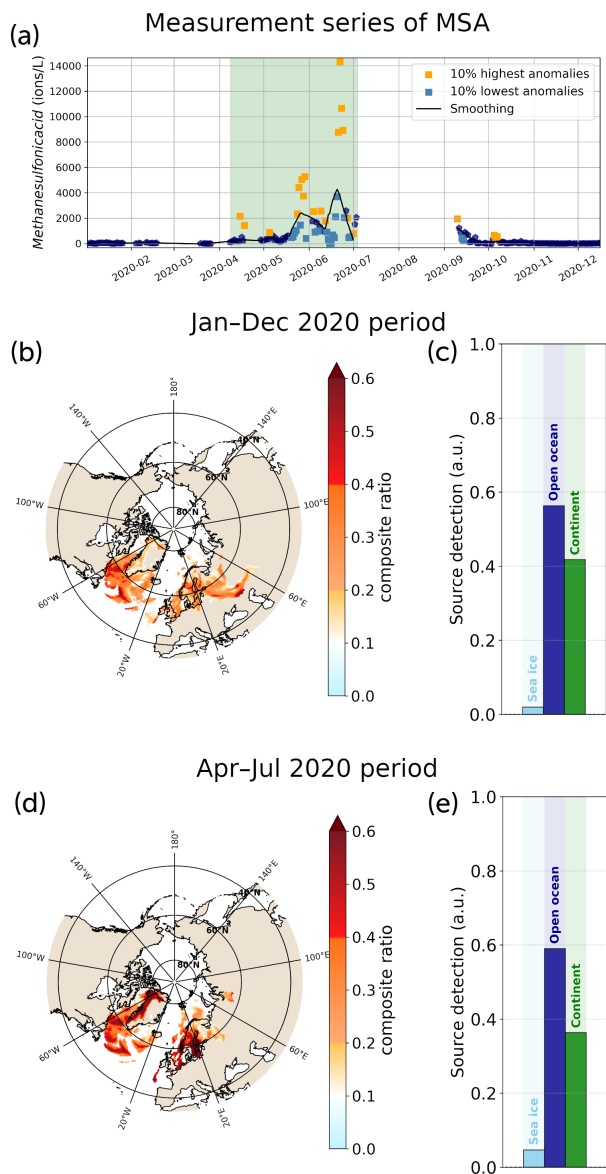 Measurement series of MSA
(a)
Methanesulfonicacid (ions/L)
14000
12000
10000
8000
6000
4000
2000
0
10% highest anomalies
10% lowest anomalies
Smoothing
2020-02
2020-03
2020-04
2020-05
2020-06
2020-07
2020-08
2020-09
2020-10
2020-11
2020-12
Jan–Dec 2020 period
(b)
180°
140°W
140°E
100°W
100°E
60°W
60°E
20°W
20°E
40°N
60°N
80°N
0.6
0.5
0.4
0.3
0.2
0.1
0.0
composite ratio
(c)
Source detection (a.u.)
1.0
0.8
0.6
0.4
0.2
0.0
Sea ice
Open ocean
Continent
Apr–Jul 2020 period
(d)
180°
140°W
140°E
100°W
100°E
60°W
60°E
20°W
20°E
40°N
60°N
80°N
0.6
0.5
0.4
0.3
0.2
0.1
0.0
composite ratio
(e)
Source detection (a.u.)
1.0
0.8
0.6
0.4
0.2
0.0
Sea ice
Open ocean
Continent